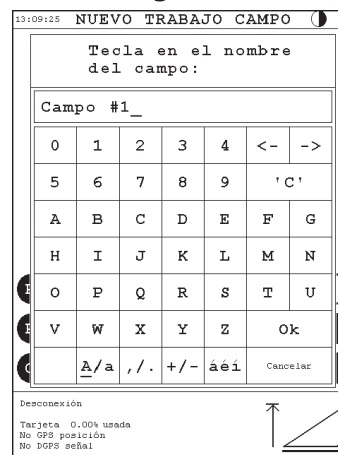 13:09:25 NUEVO TRABAJO CAMPO
Tecla en el nombre
del campo:
Campo #1_
0 1 2 3 4 <- ->
5 6 7 8 9 'C'
A B C D E F G
H I J K L M N
O P Q R S T U
V W X Y Z Ok
A/a ,/. +/- áéí Cancelar
Desconexión
Tarjeta 0.00% usada
No GPS posición
No DGPS señal